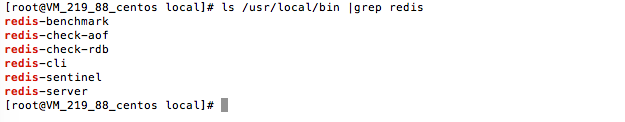 [root@VM_219_88_centos local]# ls /usr/local/bin |grep redis
redis-benchmark
redis-check-aof
redis-check-rdb
redis-cli
redis-sentinel
redis-server
[root@VM_219_88_centos local]#